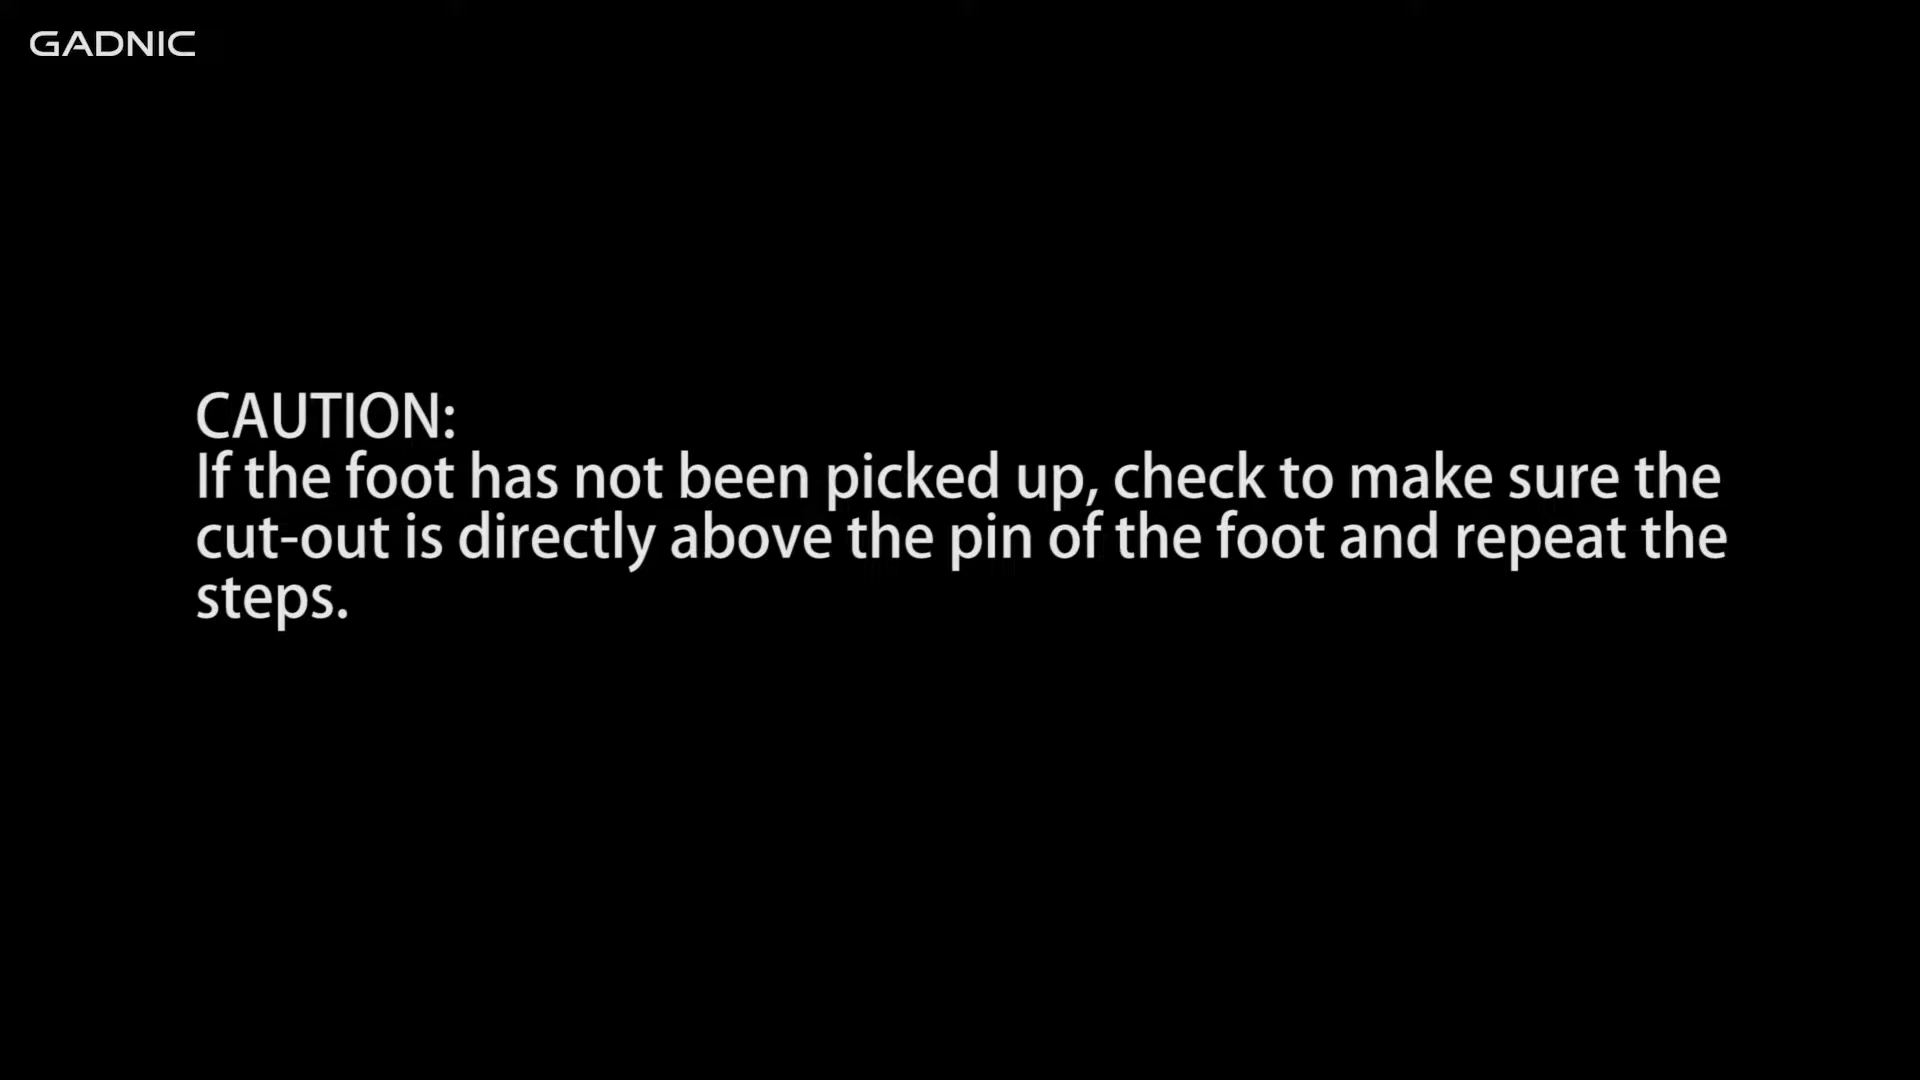 GADNIC
CAUTION:
If the foot has not been picked up, check to make sure the
cut-out is directly above the pin of the foot and repeat the
steps.